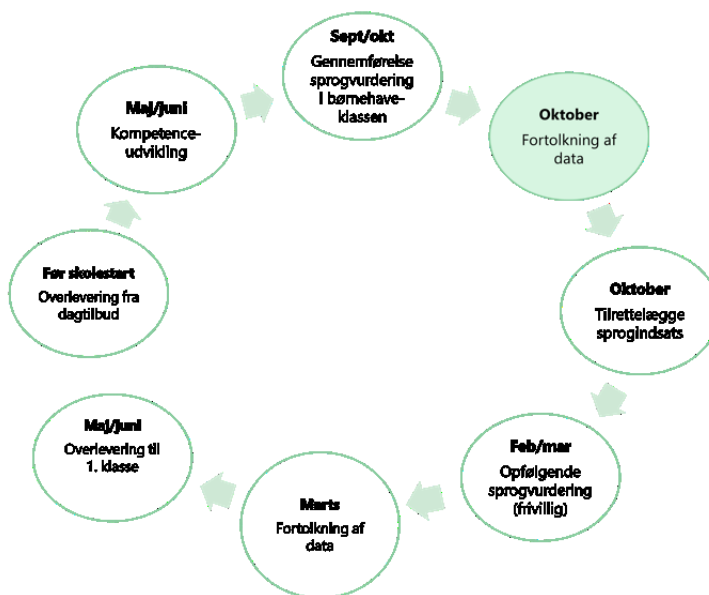 Før skolestart
Overlevering fra
dagtilbud
Maj/juni
Kompetence-
udvikling
Sept/okt
Gennemførelse
sprogvurdering
i børnehave-
klassen
Oktober
Fortolkning af
data
Oktober
Tilrettelægge
sprogindsats
Feb/mar
Opfølgende
sprogvurdering
(frivillig)
Marts
Fortolkning af
data
Maj/juni
Overlevering til
1. klasse